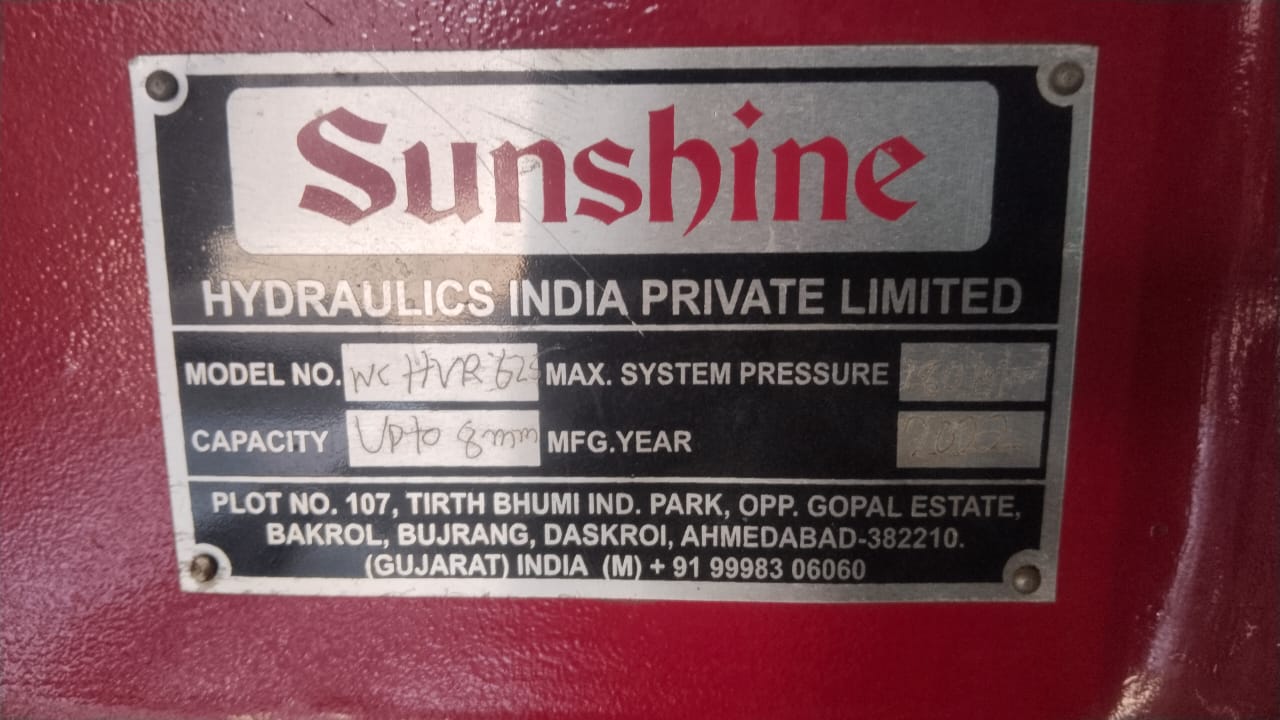 Sunshine
HYDRAULICS INDIA PRIVATE LIMITED
MODEL NO. MAX. SYSTEM PRESSURE
CAPACITY Upto 8mm MFG.YEAR 2022
PLOT NO. 107, TIRTH BHUMI IND. PARK, OPP. GOPAL ESTATE,
BAKROL, BUJRANG, DASKROI, AHMEDABAD-382210.
(GUJARAT) INDIA (M) + 91 99983 06060